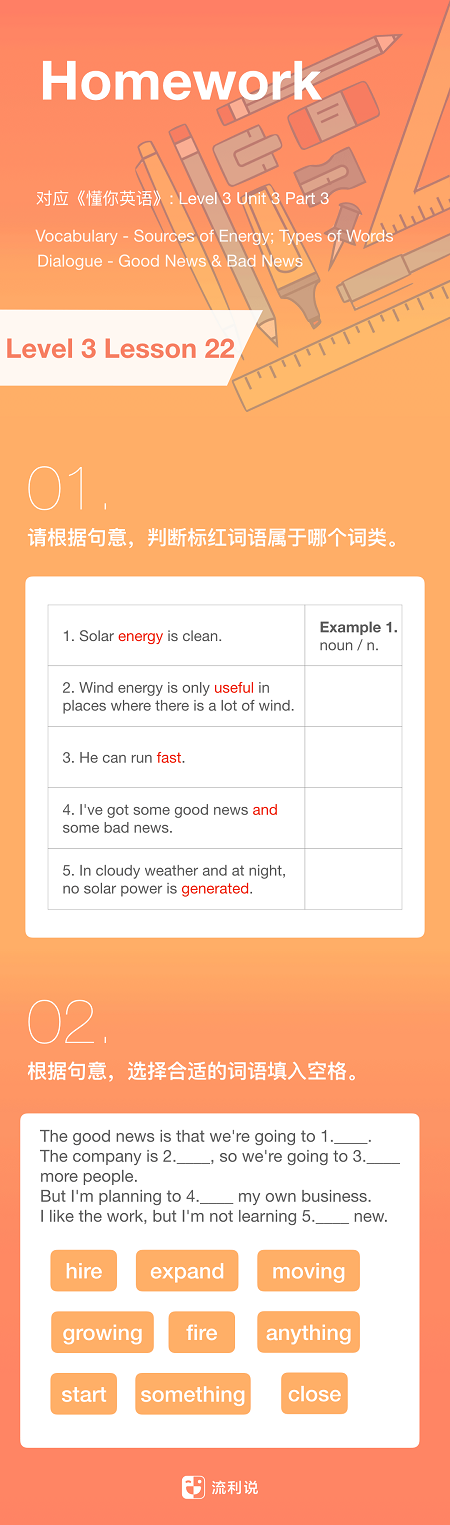 Homework
对应《懂你英语》: Level 3 Unit 3 Part 3
Vocabulary - Sources of Energy; Types of Words
Dialogue - Good News & Bad News
Level 3 Lesson 22
01.
请根据句意，判断标红词语属于哪个词类。
1. Solar energy is clean.
Example 1.
noun / n.
2. Wind energy is only useful in
places where there is a lot of wind.
3. He can run fast.
4. I've got some good news and
some bad news.
5. In cloudy weather and at night,
no solar power is generated.
02.
根据句意，选择合适的词语填入空格。
The good news is that we're going to 1.____.
The company is 2.____, so we're going to 3.____
more people.
But I'm planning to 4.____ my own business.
I like the work, but I'm not learning 5.____ new.
hire expand moving
growing fire anything
start something close
流利说